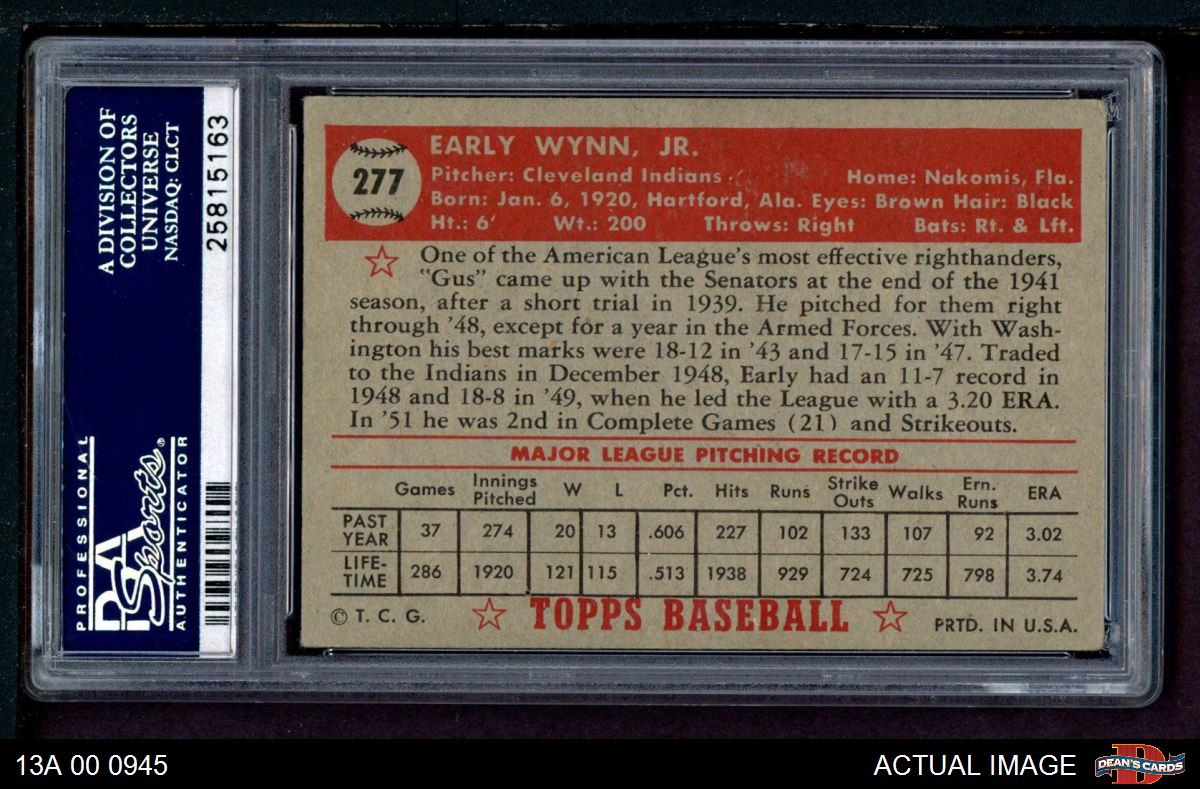 A DIVISION OF
COLLECTORS
UNIVERSE
NASDAQ: CLCT
25815163
PROFESSIONAL
PSA
Sports®
AUTHENTICATOR
277
EARLY WYNN, JR.
Pitcher: Cleveland Indians Home: Nakomis, Fla.
Born: Jan. 6, 1920, Hartford, Ala. Eyes: Brown Hair: Black
Ht.: 6' Wt.: 200 Throws: Right Bats: Rt. & Lft.
One of the American League's most effective righthanders,
"Gus" came up with the Senators at the end of the 1941
season, after a short trial in 1939. He pitched for them right
through '48, except for a year in the Armed Forces. With Wash-
ington his best marks were 18-12 in '43 and 17-15 in '47. Traded
to the Indians in December 1948, Early had an 11-7 record in
1948 and 18-8 in '49, when he led the League with a 3.20 ERA.
In '51 he was 2nd in Complete Games (21) and Strikeouts.
MAJOR LEAGUE PITCHING RECORD
Games Innings Pitched W L Pct. Hits Runs Strike Outs Walks Ern. Runs ERA
PAST YEAR 37 274 20 13 .606 227 102 133 107 92 3.02
LIFE-TIME 286 1920 121 115 .513 1938 929 724 725 798 3.74
© T. C. G. TOPPS BASEBALL PRTD. IN U.S.A.
13A 00 0945 ACTUAL IMAGE D DEAN'S CARDS